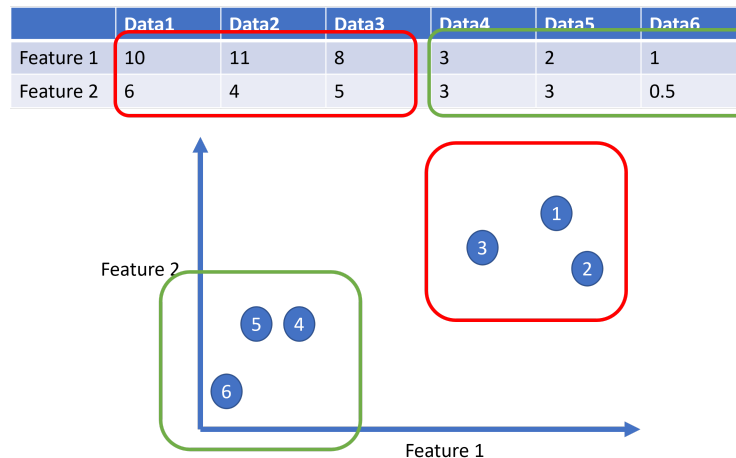 Data1 Data2 Data3 Data4 Data5 Data6
Feature 1 10 11 8 3 2 1
Feature 2 6 4 5 3 3 0.5
1
3
2
Feature 2
5 4
6
Feature 1